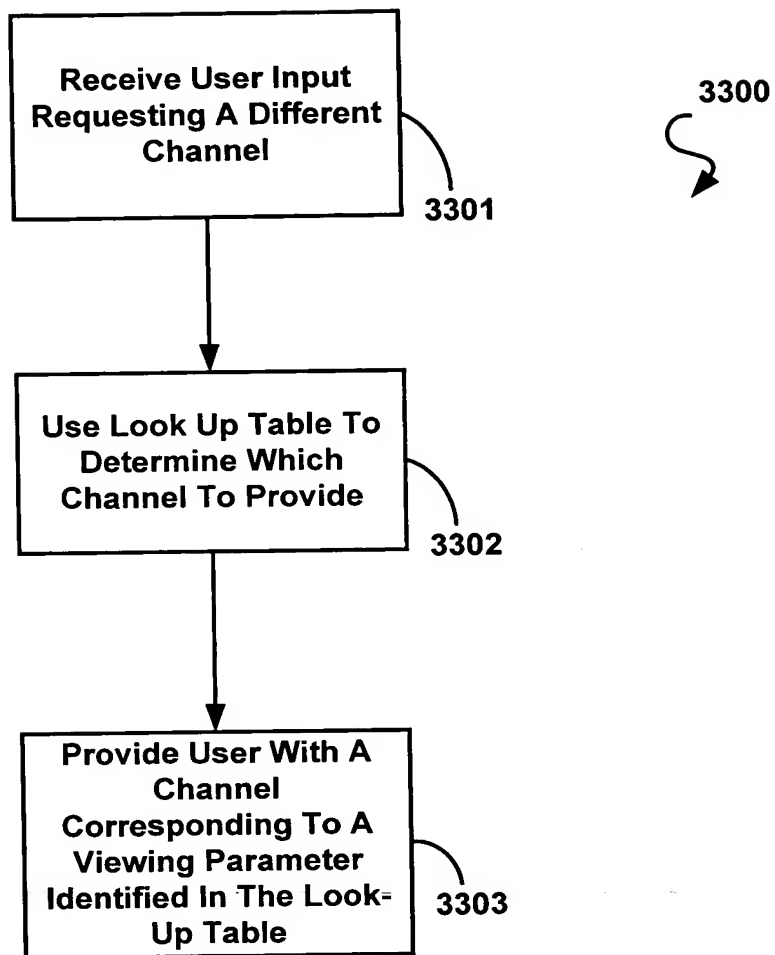 Receive User Input
Requesting A Different
Channel
3300
3301
Use Look Up Table To
Determine Which
Channel To Provide
3302
Provide User With A
Channel
Corresponding To A
Viewing Parameter
Identified In The Look-
Up Table
3303